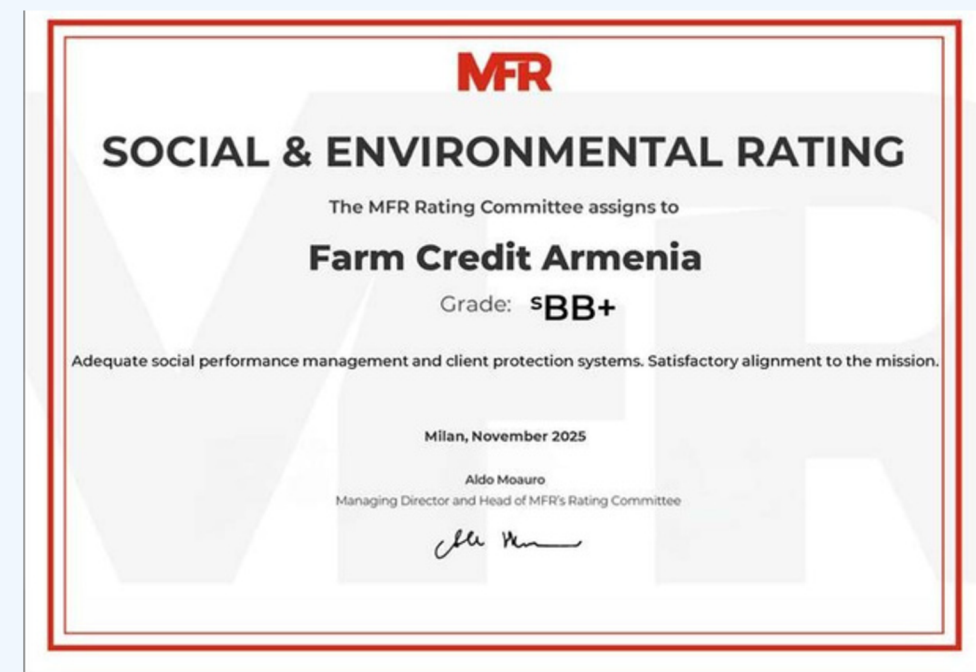 MFR
SOCIAL & ENVIRONMENTAL RATING
The MFR Rating Committee assigns to
Farm Credit Armenia
Grade: sBB+
Adequate social performance management and client protection systems. Satisfactory alignment to the mission.
Milan, November 2025
Aldo Moauro
Managing Director and Head of MFR's Rating Committee